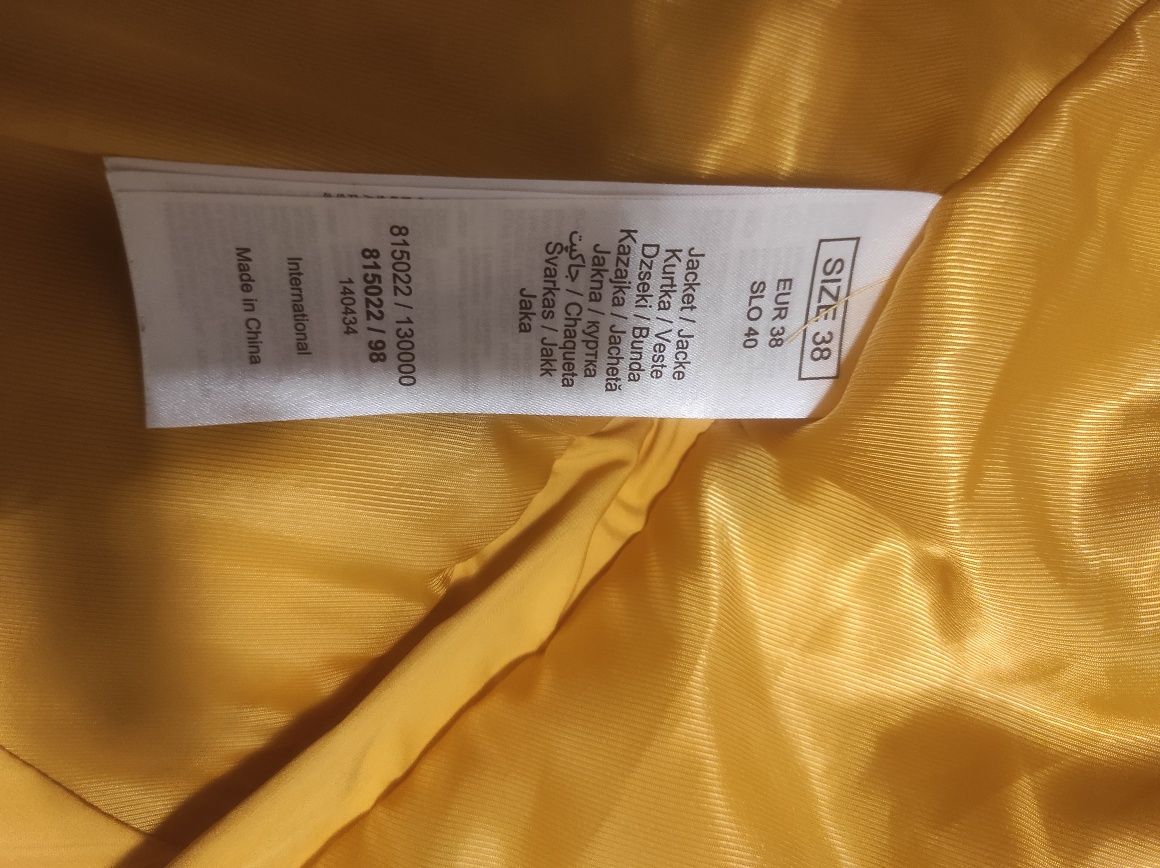 SIZE 38
EUR 38
SLO 40
Jacket / Jacke
Kurtka / Veste
Dzseki / Bunda
Kazajka / Jachetă
Jakna / куртка
جاكيت / Chaqueta
Švarkas / Jakk
Jaka
815022 / 130000
815022 / 98
140434
International
Made in China